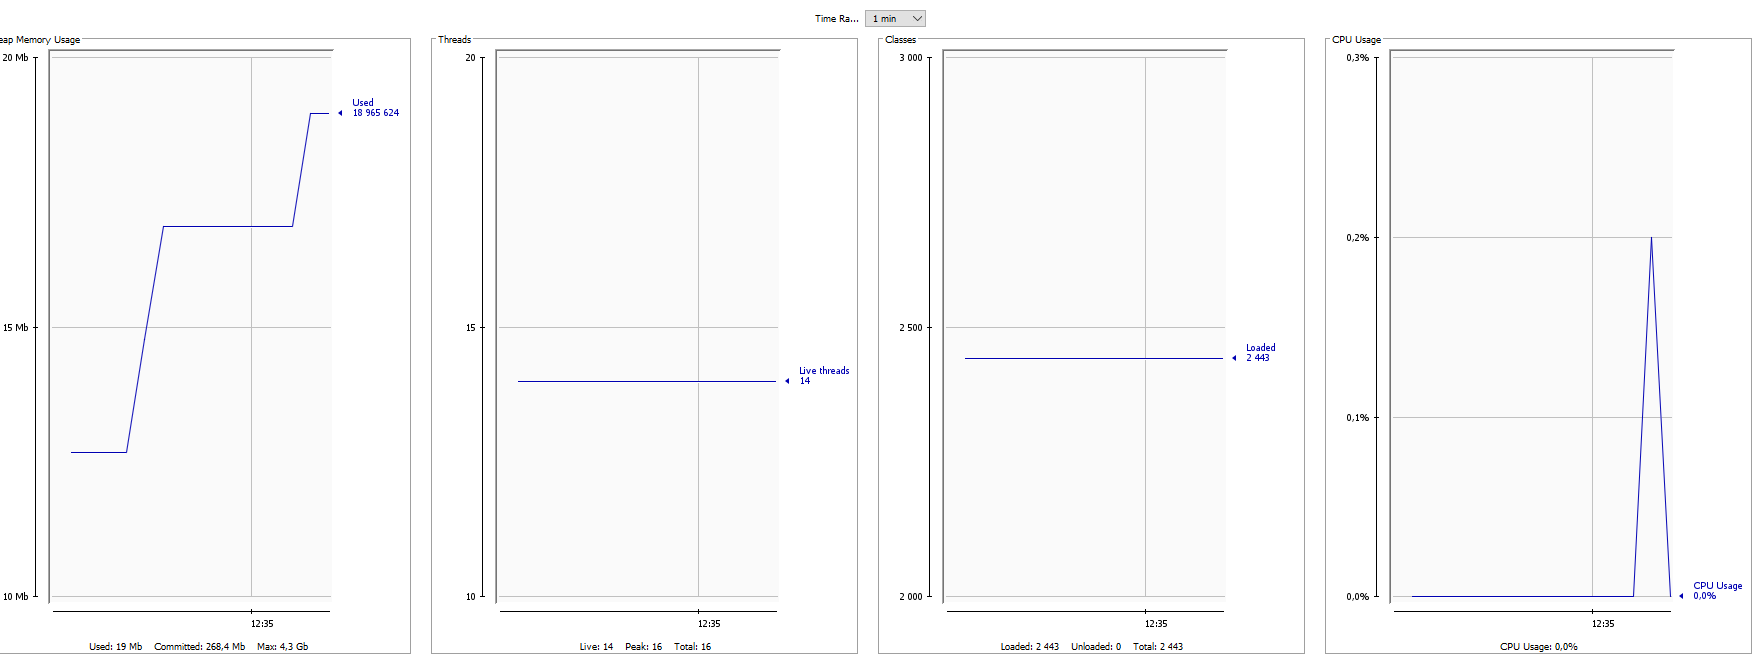 Time Ra... 1 min
eap Memory Usage
20 Mb
15 Mb
10 Mb
Used
18 965 624
12:35
Used: 19 Mb Committed: 268,4 Mb Max: 4,3 Gb
Threads
20
15
10
Live threads
14
12:35
Live: 14 Peak: 16 Total: 16
Classes
3 000
2 500
2 000
Loaded
2 443
12:35
Loaded: 2 443 Unloaded: 0 Total: 2 443
CPU Usage
0,3%
0,2%
0,1%
0,0%
CPU Usage
0,0%
12:35
CPU Usage: 0,0%